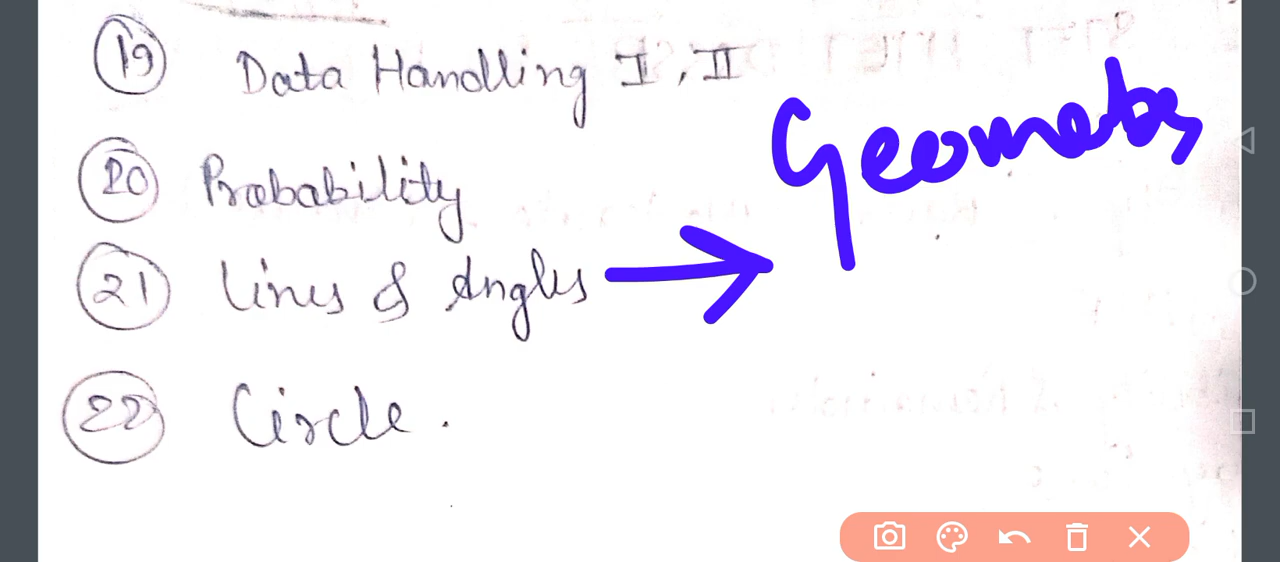 19 Data Handling I, II
20 Probability
21 Lines & Angles → Geometry
22 Circle.